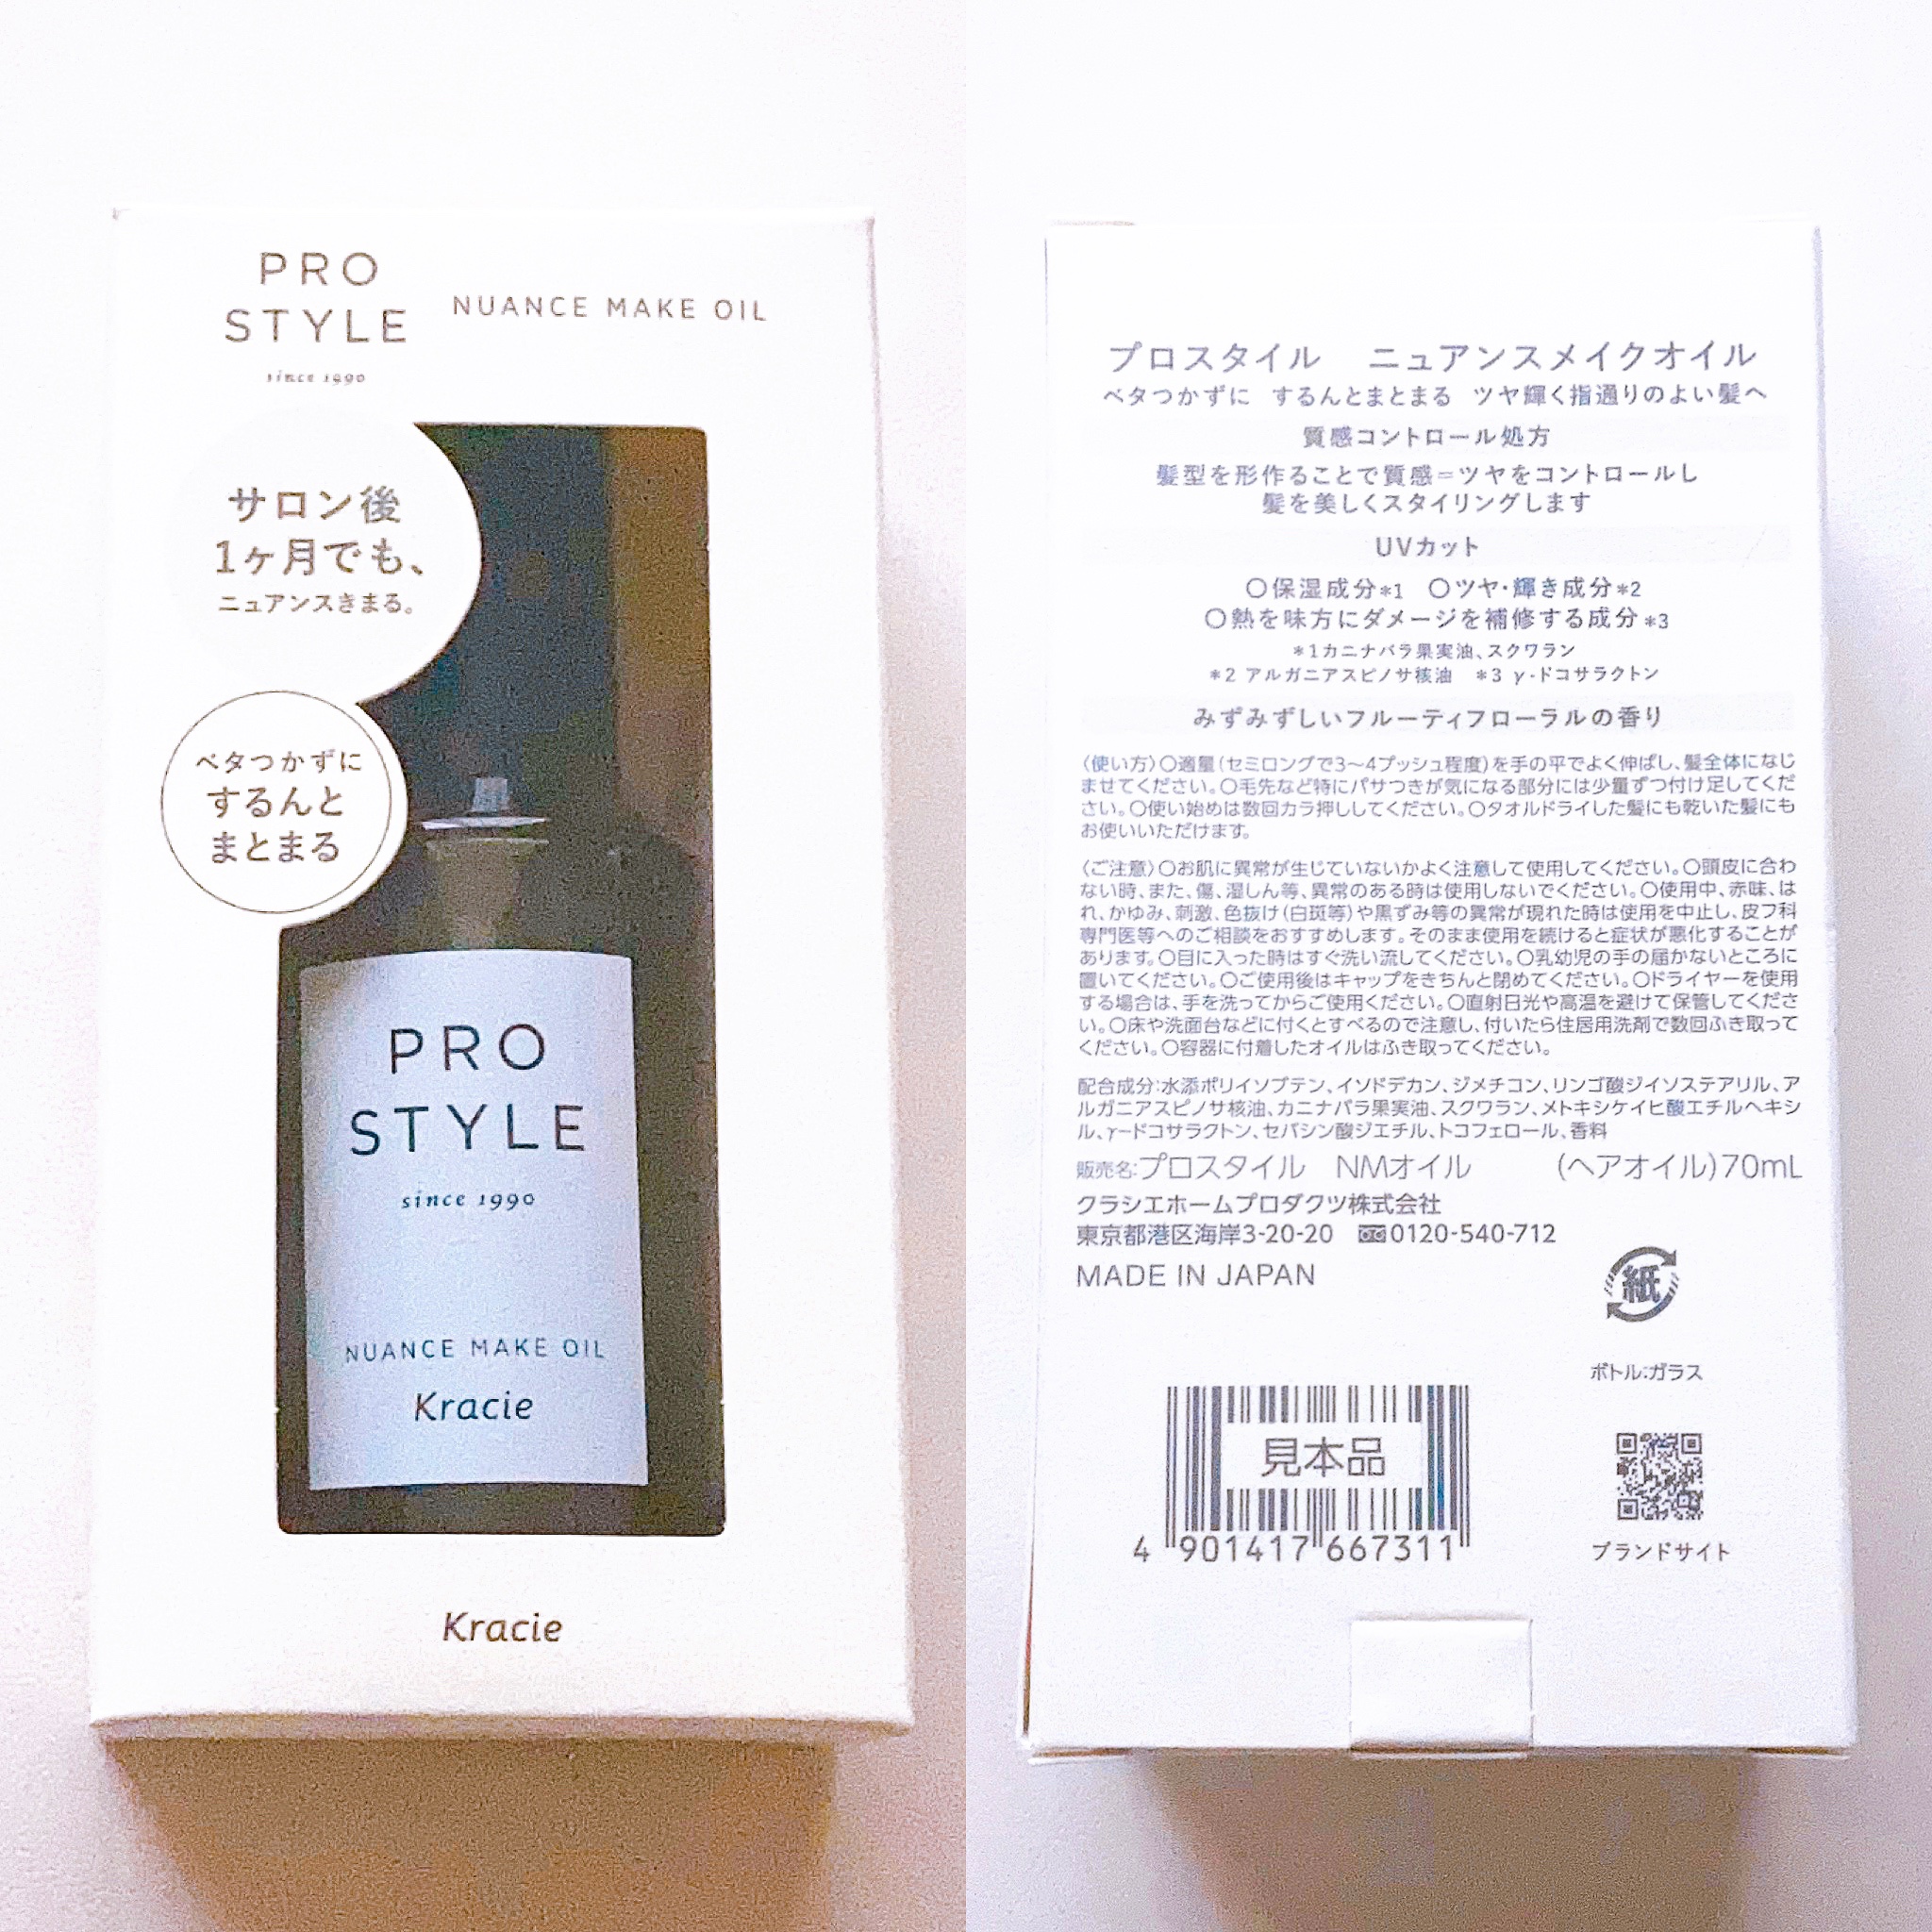 PRO
STYLE
since 1990
NUANCE MAKE OIL
サロン後
1ヶ月でも、
ニュアンスきまる。
ベタつかずに
するんと
まとまる
PRO
STYLE
since 1990
NUANCE MAKE OIL
Kracie
Kracie
プロスタイル ニュアンスメイクオイル
ベタつかずに するんとまとまる ツヤ輝く指通りのよい髪へ
質感コントロール処方
髪型を形作ることで質感=ツヤをコントロールし
髪を美しくスタイリングします
UVカット
○保湿成分*1 ○ツヤ・輝き成分*2
○熱を味方にダメージを補修する成分*3
*1カニナバラ果実油、スクワラン
*2 アルガニアスピノサ核油 *3 γ-ドコサラクトン
みずみずしいフルーティフローラルの香り
〈使い方〉○適量(セミロングで3〜4プッシュ程度)を手の平でよく伸ばし、髪全体になじ
ませてください。○毛先など特にパサつきが気になる部分には少量ずつ付け足してくだ
さい。○使い始めは数回カラ押ししてください。○タオルドライした髪にも乾いた髪にも
お使いいただけます。
〈ご注意〉○お肌に異常が生じていないかよく注意して使用してください。○頭皮に合わ
ない時、また、傷、湿しん等、異常のある時は使用しないでください。○使用中、赤味、は
れ、かゆみ、刺激、色抜け(白斑等)や黒ずみ等の異常が現れた時は使用を中止し、皮フ科
専門医等へのご相談をおすすめします。そのまま使用を続けると症状が悪化することが
あります。○目に入った時はすぐ洗い流してください。○乳幼児の手の届かないところに
置いてください。○ご使用後はキャップをきちんと閉めてください。○ドライヤーを使用
する場合は、手を洗ってからご使用ください。○直射日光や高温を避けて保管してくださ
い。○床や洗面台などに付くとすべるので注意し、付いたら住居用洗剤で数回ふき取って
ください。○容器に付着したオイルはふき取ってください。
配合成分:水添ポリイソブテン、イソドデカン、ジメチコン、リンゴ酸ジイソステアリル、ア
ルガニアスピノサ核油、カニナバラ果実油、スクワラン、メトキシケイヒ酸エチルヘキシ
ル、γ-ドコサラクトン、セバシン酸ジエチル、トコフェロール、香料
販売名:プロスタイル NMオイル (ヘアオイル)70mL
クラシエホームプロダクツ株式会社
東京都港区海岸3-20-20 0120-540-712
MADE IN JAPAN
紙
ボトル:ガラス
見本品
4 901417 667311
ブランドサイト